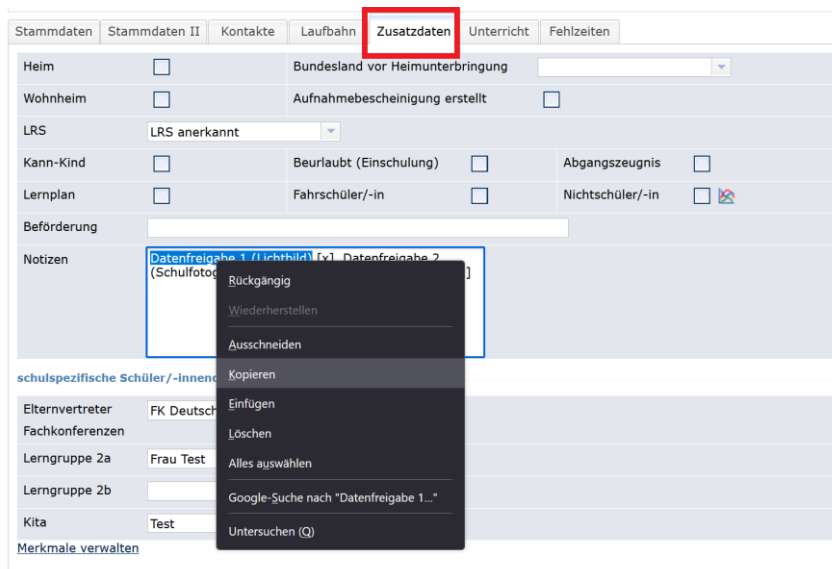 Stammdaten Stammdaten II Kontakte Laufbahn Zusatzdaten Unterricht Fehlzeiten
Heim Bundesland vor Heimunterbringung
Wohnheim Aufnahmebescheinigung erstellt
LRS LRS anerkannt
Kann-Kind Beurlaubt (Einschulung) Abgangszeugnis
Lernplan Fahrschüler/-in Nichtschüler/-in
Beförderung
Notizen Datenfreigabe 1 (Lichtbild) [x], Datenfreigabe 2
(Schulfotog ]
Rückgängig
Wiederherstellen
Ausschneiden
Kopieren
Einfügen
Löschen
Alles auswählen
Google-Suche nach "Datenfreigabe 1..."
Untersuchen (Q)
schulspezifische Schüler/-innend
Elternvertreter FK Deutsch
Fachkonferenzen
Lerngruppe 2a Frau Test
Lerngruppe 2b
Kita Test
Merkmale verwalten